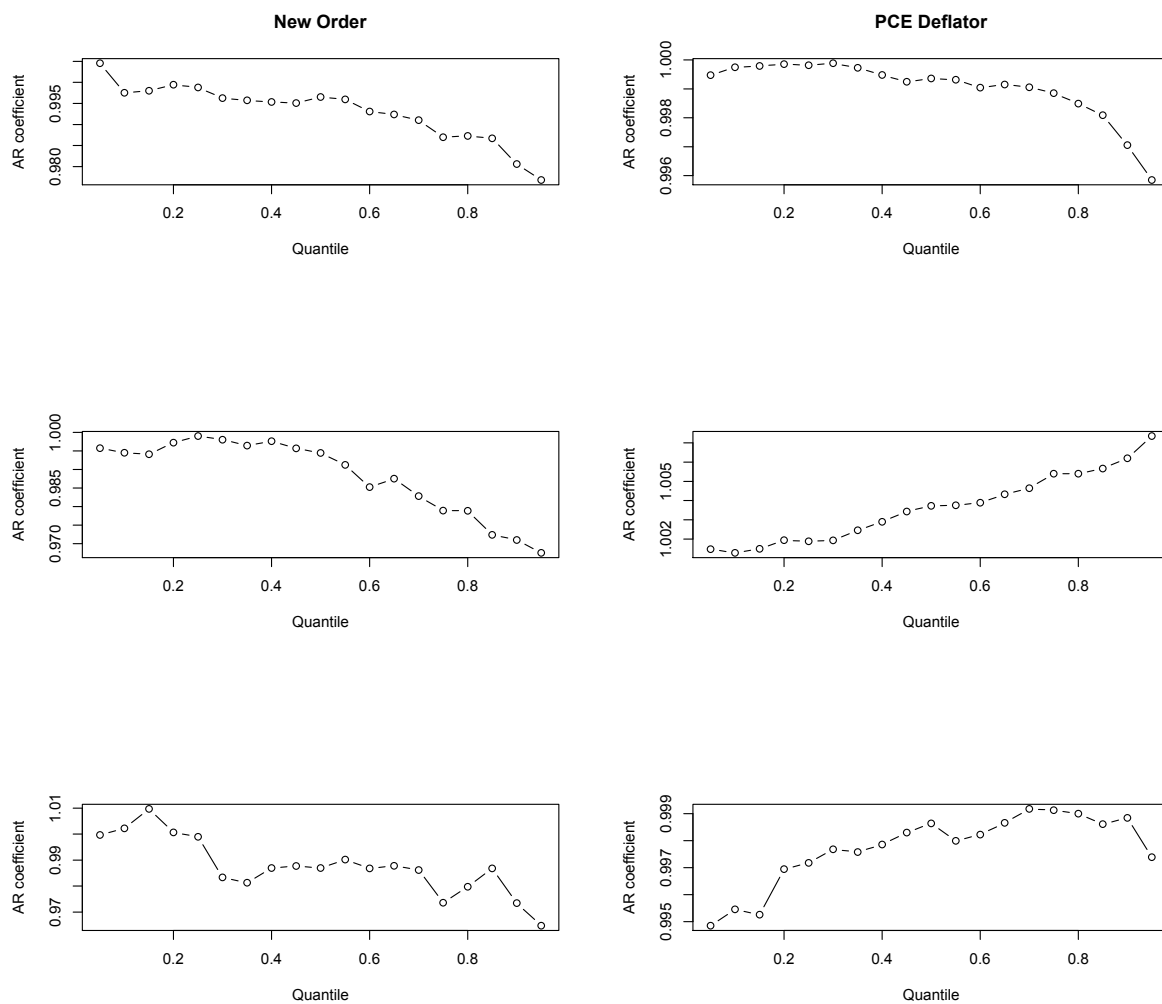 New Order
AR coefficient
0.980 0.995
0.2 0.4 0.6 0.8
Quantile
PCE Deflator
AR coefficient
0.996 0.998 1.000
0.2 0.4 0.6 0.8
Quantile
AR coefficient
0.970 0.985 1.000
0.2 0.4 0.6 0.8
Quantile
AR coefficient
1.002 1.005
0.2 0.4 0.6 0.8
Quantile
AR coefficient
0.97 0.99 1.01
0.2 0.4 0.6 0.8
Quantile
AR coefficient
0.995 0.997 0.999
0.2 0.4 0.6 0.8
Quantile